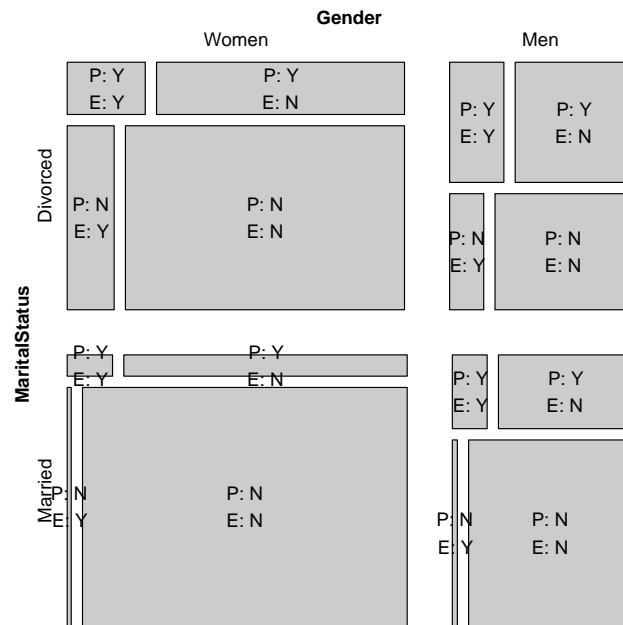 Gender
Women Men
MaritalStatus
Divorced
Married
P: Y
E: Y
P: Y
E: N
P: Y
E: Y
P: Y
E: N
P: N
E: Y
P: N
E: N
P: N
E: Y
P: N
E: N
P: Y
E: Y
P: Y
E: N
P: Y
E: Y
P: Y
E: N
P: N
E: Y
P: N
E: N
P: N
E: Y
P: N
E: N